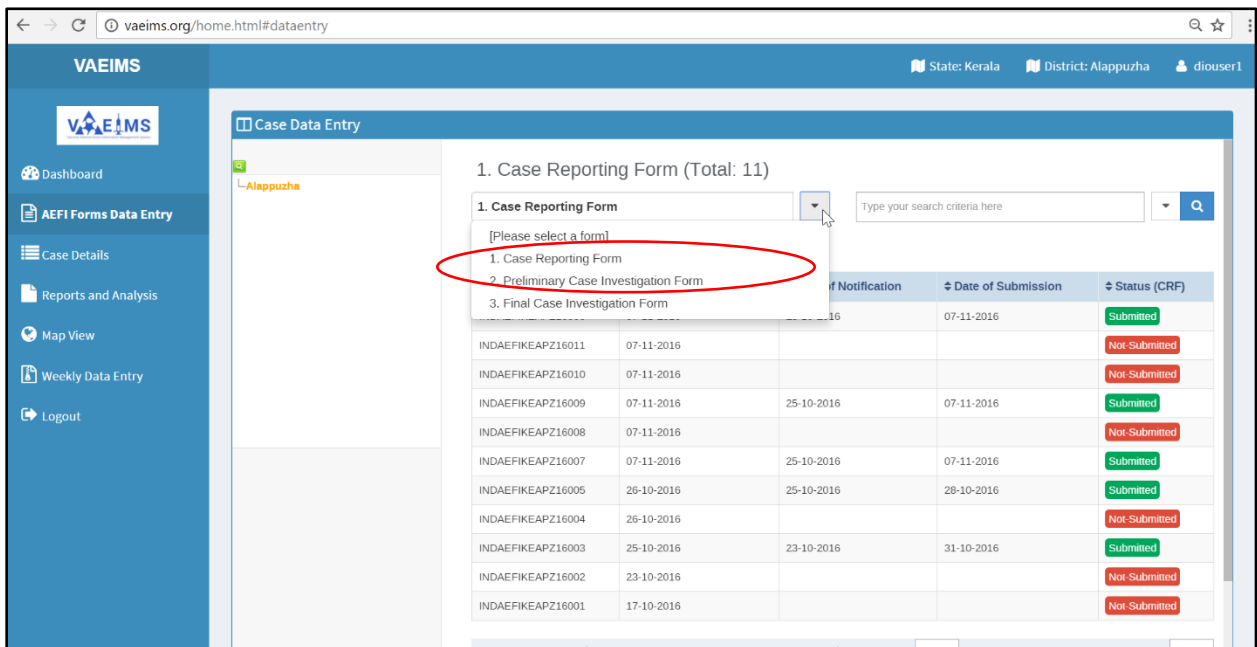 vaeims.org/home.html#dataentry
VAEIMS
State: Kerala District: Alappuzha diouser1
VAEIMS
Case Data Entry
Dashboard
AEFI Forms Data Entry
Case Details
Reports and Analysis
Map View
Weekly Data Entry
Logout
Alappuzha
1. Case Reporting Form (Total: 11)
1. Case Reporting Form Type your search criteria here
[Please select a form]
1. Case Reporting Form
2. Preliminary Case Investigation Form
3. Final Case Investigation Form
of Notification Date of Submission Status (CRF)
07-11-2016 Submitted
INDAEFIKEAPZ16011 07-11-2016 Not-Submitted
INDAEFIKEAPZ16010 07-11-2016 Not-Submitted
INDAEFIKEAPZ16009 07-11-2016 25-10-2016 07-11-2016 Submitted
INDAEFIKEAPZ16008 07-11-2016 Not-Submitted
INDAEFIKEAPZ16007 07-11-2016 25-10-2016 07-11-2016 Submitted
INDAEFIKEAPZ16005 26-10-2016 25-10-2016 28-10-2016 Submitted
INDAEFIKEAPZ16004 26-10-2016 Not-Submitted
INDAEFIKEAPZ16003 25-10-2016 23-10-2016 31-10-2016 Submitted
INDAEFIKEAPZ16002 23-10-2016 Not-Submitted
INDAEFIKEAPZ16001 17-10-2016 Not-Submitted